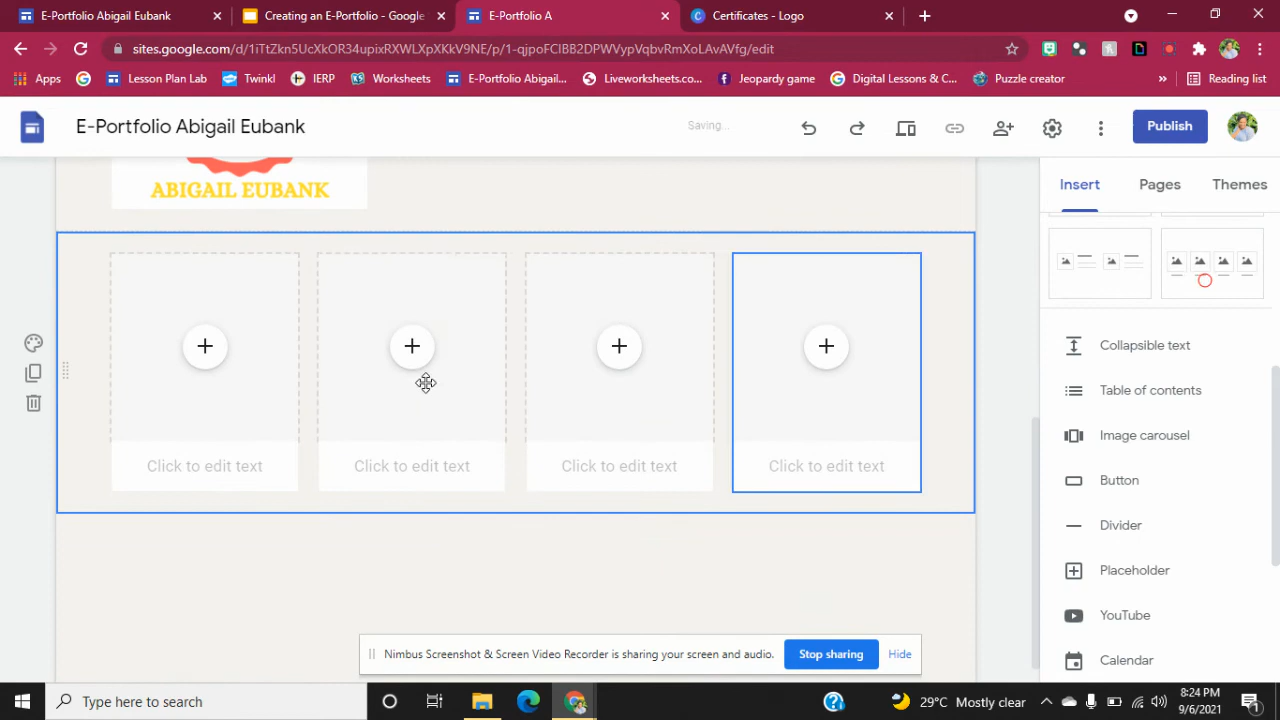 E-Portfolio Abigail Eubank
Creating an E-Portfolio - Google
E-Portfolio A
Certificates - Logo
sites.google.com/d/1iTtZkn5UcXkOR34upixRXWLXpXKkV9NE/p/1-qjpoFClBB2DPWVypVqbvRmXoLAvAVfg/edit
Apps
Lesson Plan Lab
Twinkl
IERP
Worksheets
E-Portfolio Abigail...
Liveworksheets.co...
Jeopardy game
Digital Lessons & C...
Puzzle creator
»
Reading list
E-Portfolio Abigail Eubank
Saving...
Publish
ABIGAIL EUBANK
Insert
Pages
Themes
Click to edit text
Click to edit text
Click to edit text
Click to edit text
Collapsible text
Table of contents
Image carousel
Button
Divider
Placeholder
YouTube
Calendar
Nimbus Screenshot & Screen Video Recorder is sharing your screen and audio.
Stop sharing
Hide
Type here to search
29°C Mostly clear
8:24 PM
9/6/2021
1